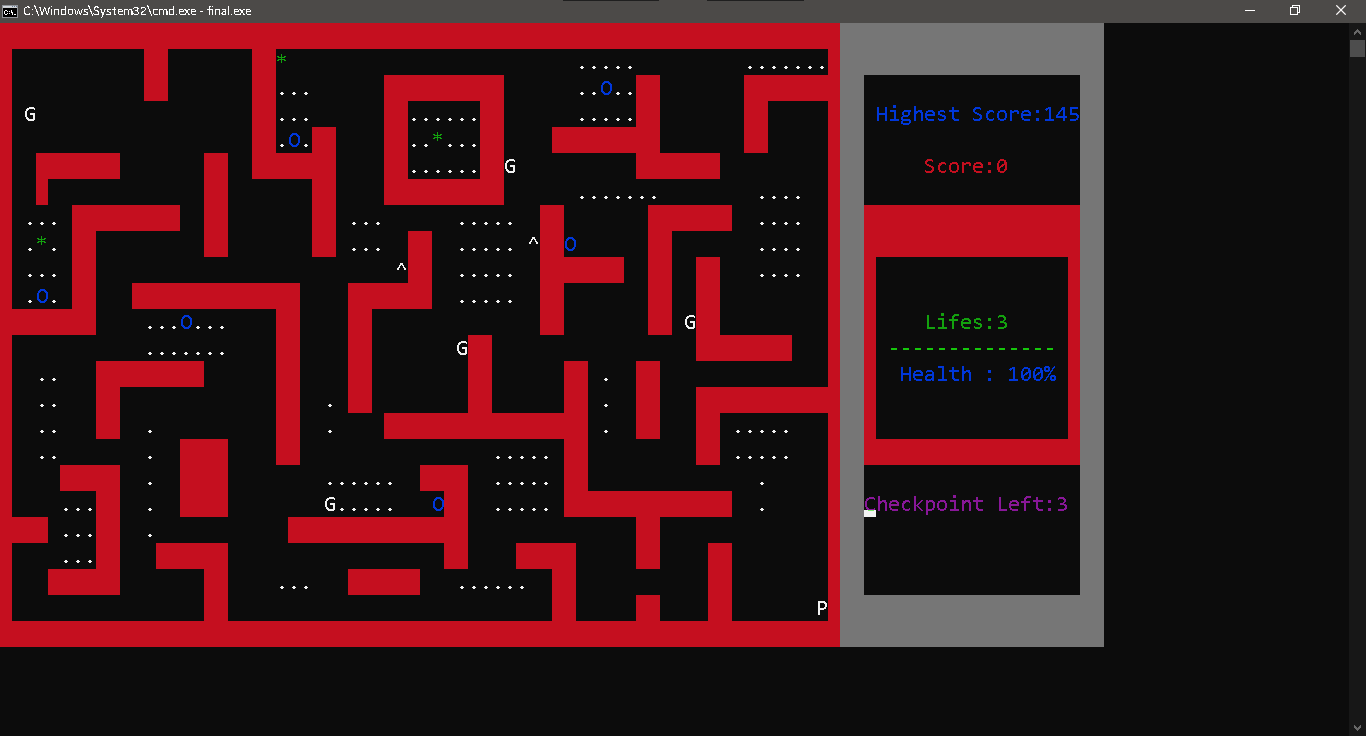 C:\Windows\System32\cmd.exe - final.exe
Highest Score:145
Score:0
Lifes:3
--------------
Health : 100%
Checkpoint Left:3
G
G
G
G
G
P